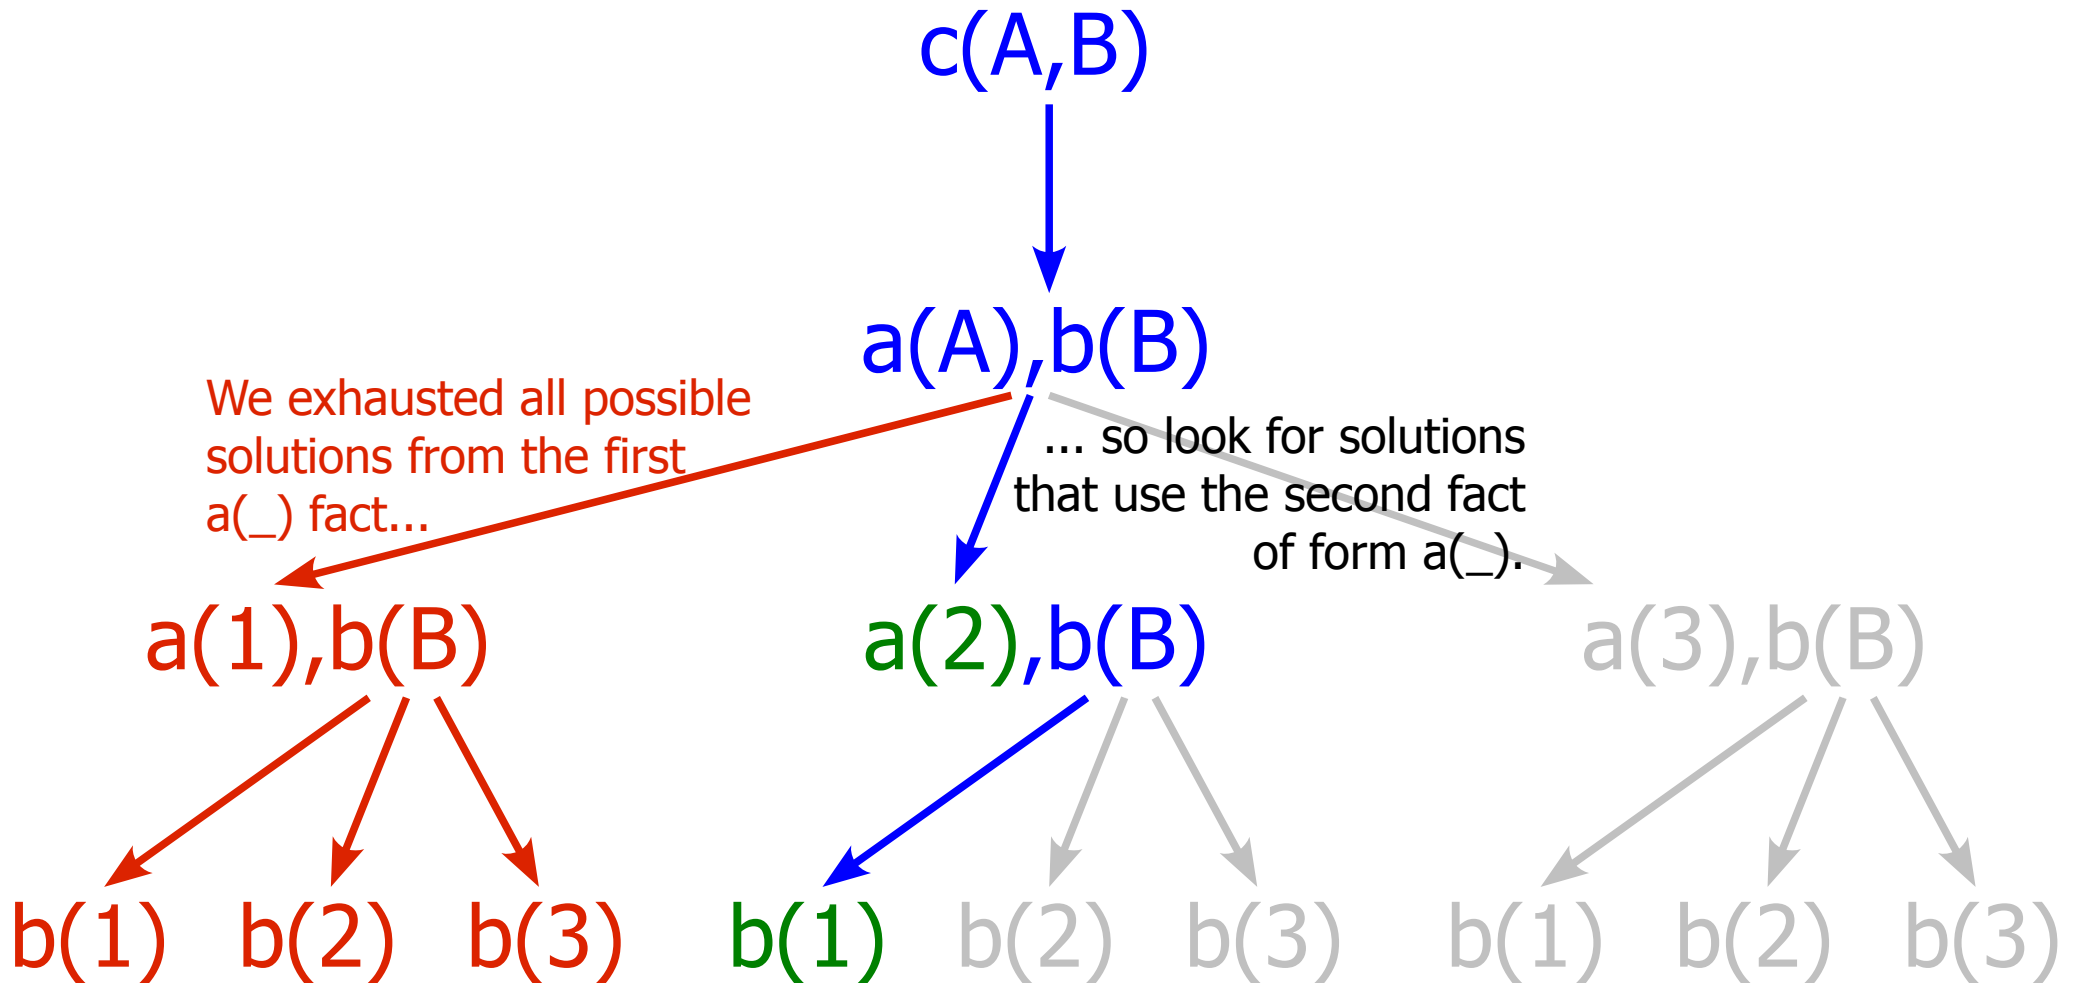 c(A,B)
a(A),b(B)
We exhausted all possible
solutions from the first
a(_) fact...
... so look for solutions
that use the second fact
of form a(_).
a(1),b(B)
a(2),b(B)
a(3),b(B)
b(1)
b(2)
b(3)
b(1)
b(2)
b(3)
b(1)
b(2)
b(3)